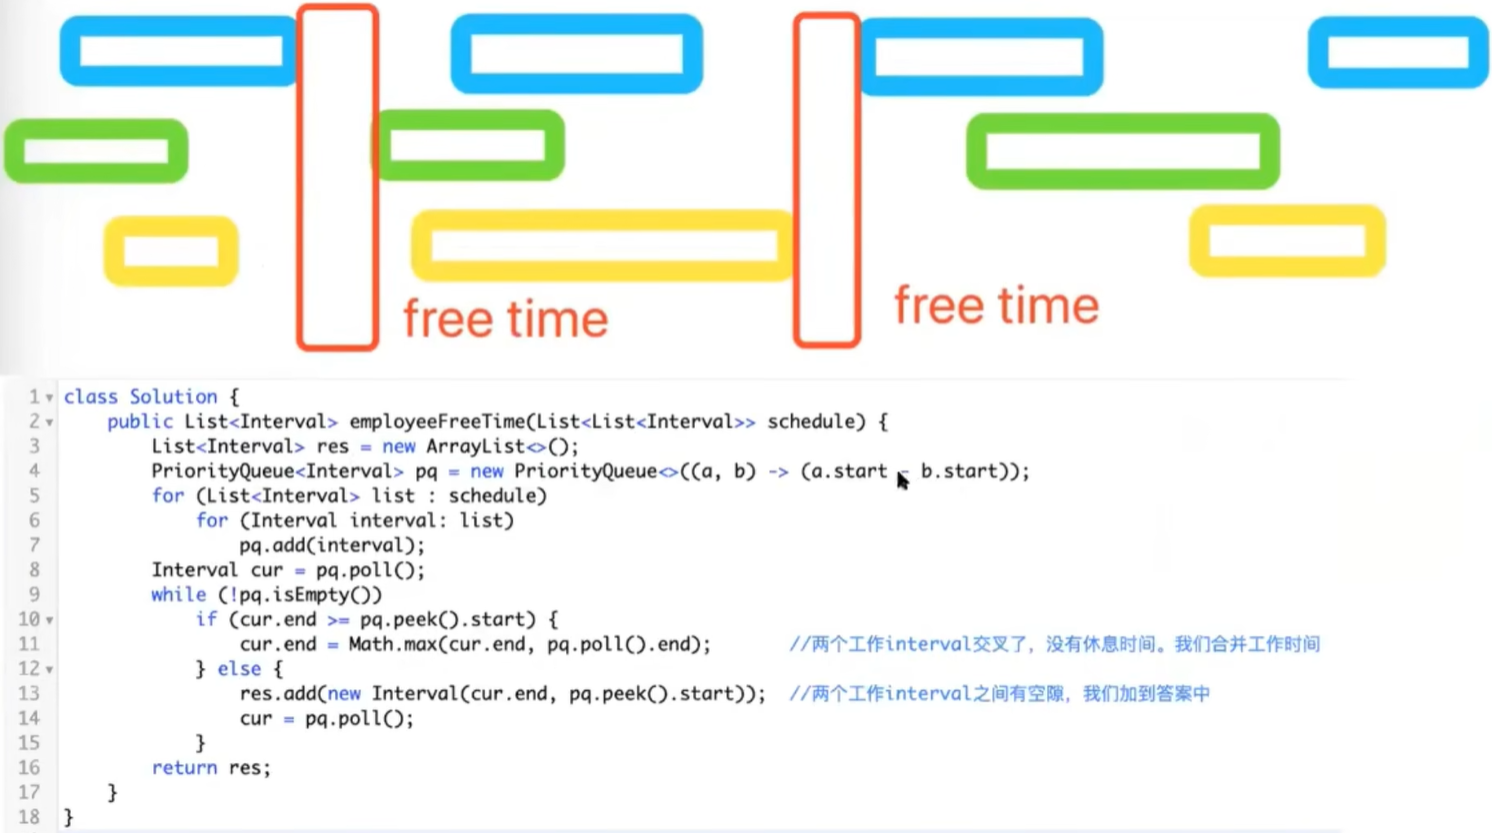 free time
free time
1 class Solution {
2     public List<Interval> employeeFreeTime(List<List<Interval>> schedule) {
3         List<Interval> res = new ArrayList<>();
4         PriorityQueue<Interval> pq = new PriorityQueue<>((a, b) -> (a.start - b.start));
5         for (List<Interval> list : schedule)
6             for (Interval interval: list)
7                 pq.add(interval);
8         Interval cur = pq.poll();
9         while (!pq.isEmpty())
10             if (cur.end >= pq.peek().start) {
11                 cur.end = Math.max(cur.end, pq.poll().end);       //两个工作interval交叉了，没有休息时间。我们合并工作时间
12             } else {
13                 res.add(new Interval(cur.end, pq.peek().start));  //两个工作interval之间有空隙，我们加到答案中
14                 cur = pq.poll();
15             }
16         return res;
17     }
18 }